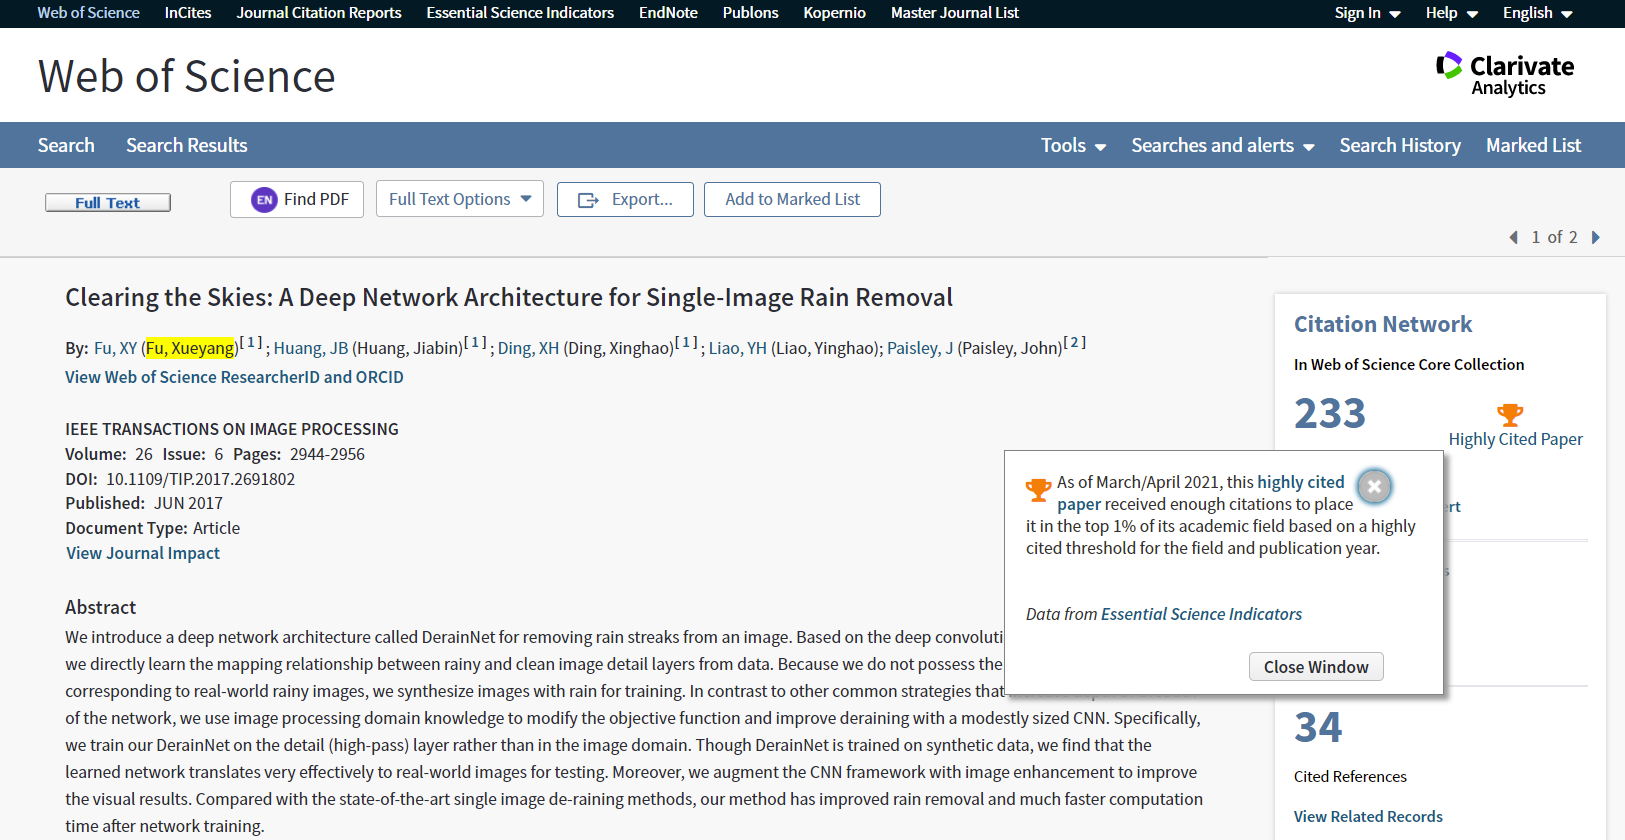 Web of Science InCites Journal Citation Reports Essential Science Indicators EndNote Publons Kopernio Master Journal List Sign In Help English
Web of Science
Clarivate
Analytics
Search Search Results Tools Searches and alerts Search History Marked List
Full Text EN Find PDF Full Text Options Export... Add to Marked List
1 of 2
Clearing the Skies: A Deep Network Architecture for Single-Image Rain Removal
By: Fu, XY (Fu, Xueyang)[1]; Huang, JB (Huang, Jiabin)[1]; Ding, XH (Ding, Xinghao)[1]; Liao, YH (Liao, Yinghao); Paisley, J (Paisley, John)[2]
View Web of Science ResearcherID and ORCID
IEEE TRANSACTIONS ON IMAGE PROCESSING
Volume: 26 Issue: 6 Pages: 2944-2956
DOI: 10.1109/TIP.2017.2691802
Published: JUN 2017
Document Type: Article
View Journal Impact
Abstract
We introduce a deep network architecture called DerainNet for removing rain streaks from an image. Based on the deep convoluti
we directly learn the mapping relationship between rainy and clean image detail layers from data. Because we do not possess the
corresponding to real-world rainy images, we synthesize images with rain for training. In contrast to other common strategies that
of the network, we use image processing domain knowledge to modify the objective function and improve deraining with a modestly sized CNN. Specifically,
we train our DerainNet on the detail (high-pass) layer rather than in the image domain. Though DerainNet is trained on synthetic data, we find that the
learned network translates very effectively to real-world images for testing. Moreover, we augment the CNN framework with image enhancement to improve
the visual results. Compared with the state-of-the-art single image de-raining methods, our method has improved rain removal and much faster computation
time after network training.
Citation Network
In Web of Science Core Collection
233
Highly Cited Paper
As of March/April 2021, this highly cited
paper received enough citations to place
it in the top 1% of its academic field based on a highly
cited threshold for the field and publication year.
Data from Essential Science Indicators
Close Window
rt
s
34
Cited References
View Related Records